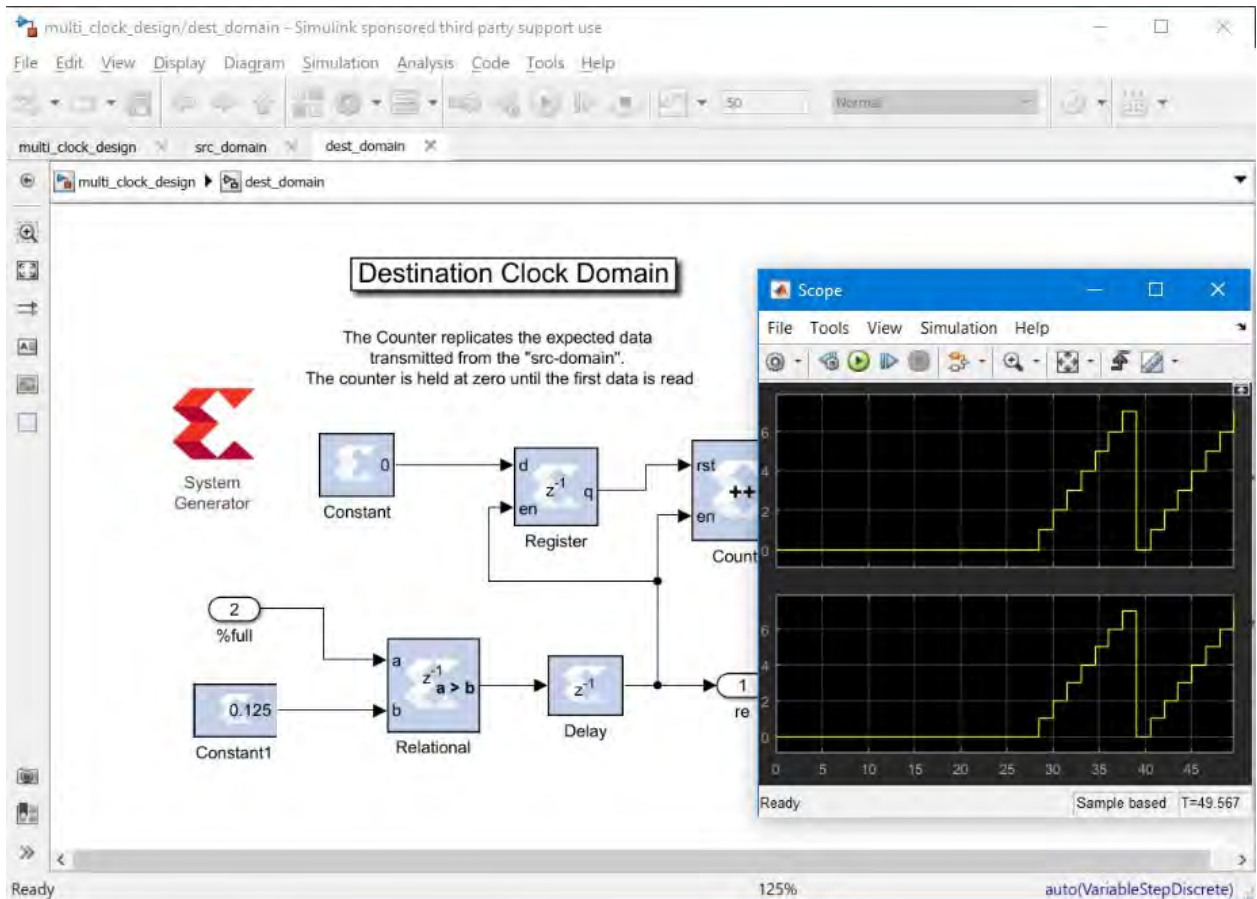 multi_clock_design/dest_domain - Simulink sponsored third party support use
File Edit View Display Diagram Simulation Analysis Code Tools Help
50 Normal
multi_clock_design src_domain dest_domain
multi_clock_design dest_domain
Destination Clock Domain
The Counter replicates the expected data
transmitted from the "src-domain".
The counter is held at zero until the first data is read
System
Generator
0
Constant
d
z-1
q
en
Register
rst
++
en
Count
2
%full
0.125
Constant1
a
z-1
a > b
b
Relational
z-1
Delay
1
re
Scope
File Tools View Simulation Help
6
4
2
0
6
4
2
0
0 5 10 15 20 25 30 35 40 45
Ready Sample based T=49.567
Ready 125% auto(VariableStepDiscrete)